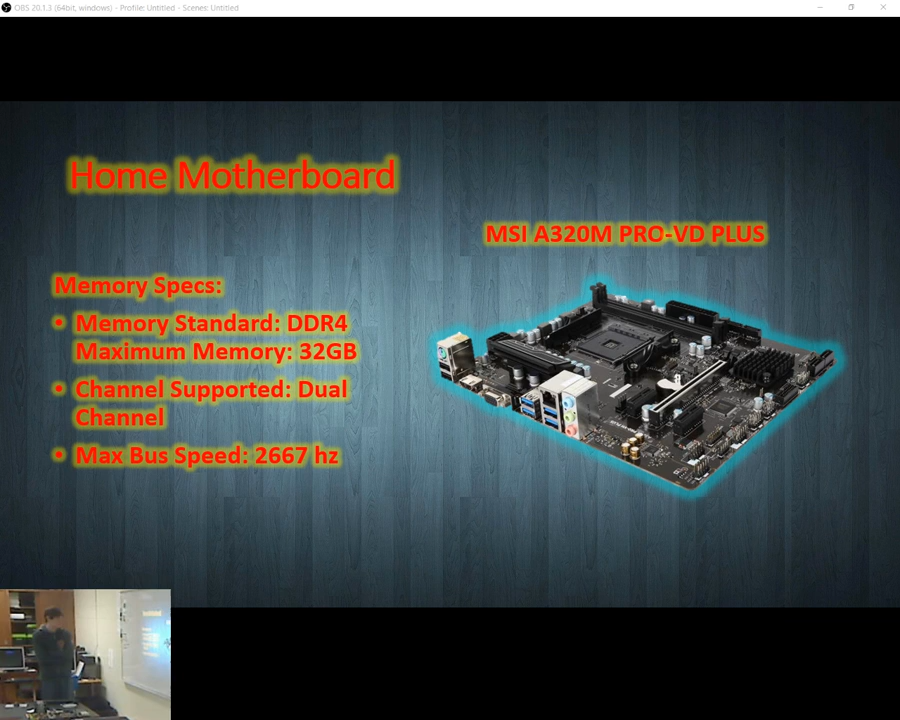 OBS 20.1.3 (64bit, windows) - Profile: Untitled - Scenes: Untitled
Home Motherboard
MSI A320M PRO-VD PLUS
Memory Specs:
• Memory Standard: DDR4
Maximum Memory: 32GB
• Channel Supported: Dual
Channel
• Max Bus Speed: 2667 hz